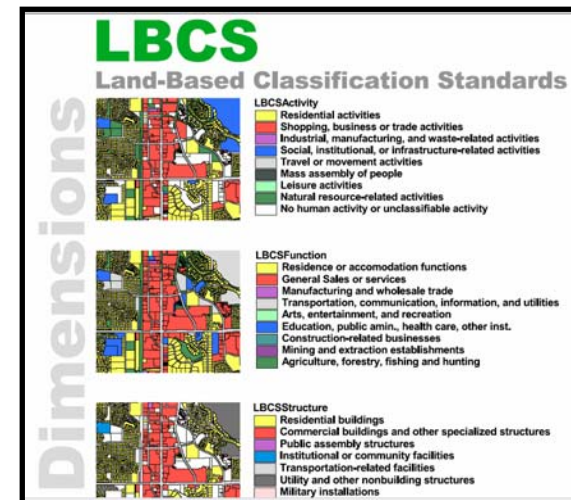 LBCS
Land-Based Classification Standards
Dimensions
LBCSActivity
Residential activities
Shopping, business or trade activities
Industrial, manufacturing, and waste-related activities
Social, institutional, or infrastructure-related activities
Travel or movement activities
Mass assembly of people
Leisure activities
Natural resource-related activities
No human activity or unclassifiable activity
LBCSFunction
Residence or accomodation functions
General Sales or services
Manufacturing and wholesale trade
Transportation, communication, information, and utilities
Arts, entertainment, and recreation
Education, public amin., health care, other inst.
Construction-related businesses
Mining and extraction establishments
Agriculture, forestry, fishing and hunting
LBCSStructure
Residential buildings
Commercial buildings and other specialized structures
Public assembly structures
Institutional or community facilities
Transportation-related facilities
Utility and other nonbuilding structures
Military installations